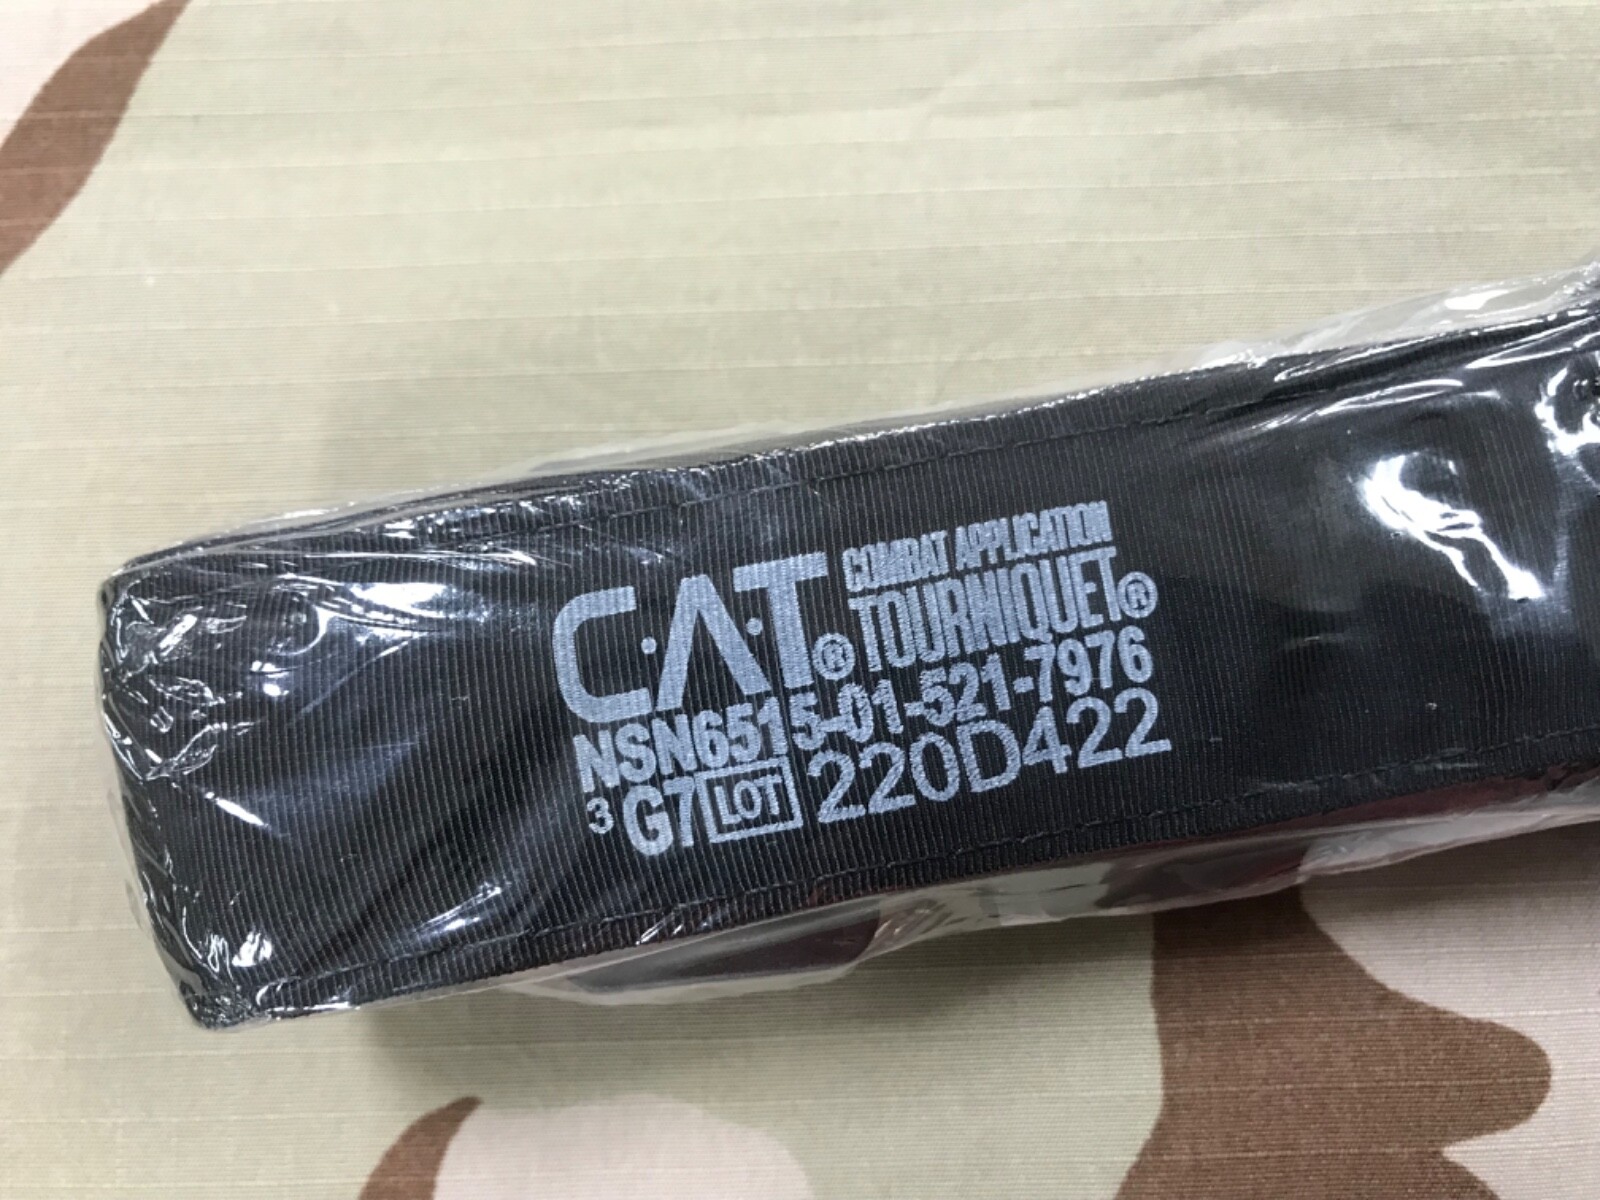 C·A·T® COMBAT APPLICATION
TOURNIQUET®
NSN6515-01-521-7976
3 G7 LOT 220D422